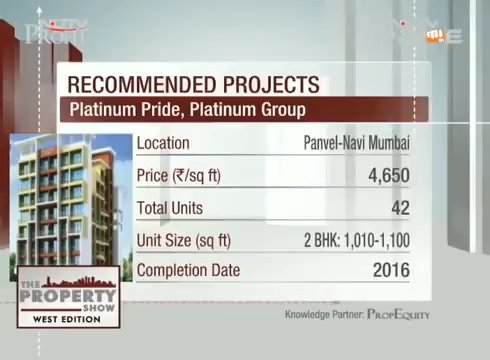 NDTV
PROFIT
RECOMMENDED PROJECTS
Platinum Pride, Platinum Group
Location Panvel-Navi Mumbai
Price (₹/sq ft) 4,650
Total Units 42
Unit Size (sq ft) 2 BHK: 1,010-1,100
Completion Date 2016
THE
PROPERTY
SHOW
WEST EDITION
Knowledge Partner: PROPEQUITY